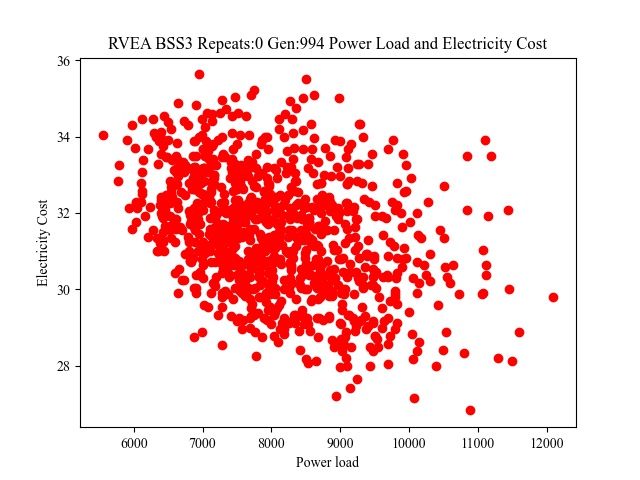 RVEA BSS3 Repeats:0 Gen:994 Power Load and Electricity Cost
36
34
32
30
28
Electricity Cost
6000 7000 8000 9000 10000 11000 12000
Power load